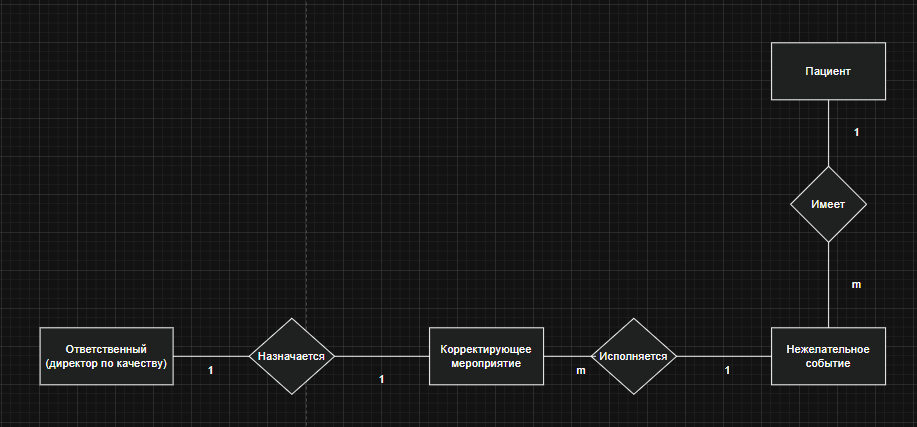 Пациент
1
Имеет
m
Ответственный
(директор по качеству)
1
Назначается
1
Корректирующее
мероприятие
m
Исполняется
1
Нежелательное
событие